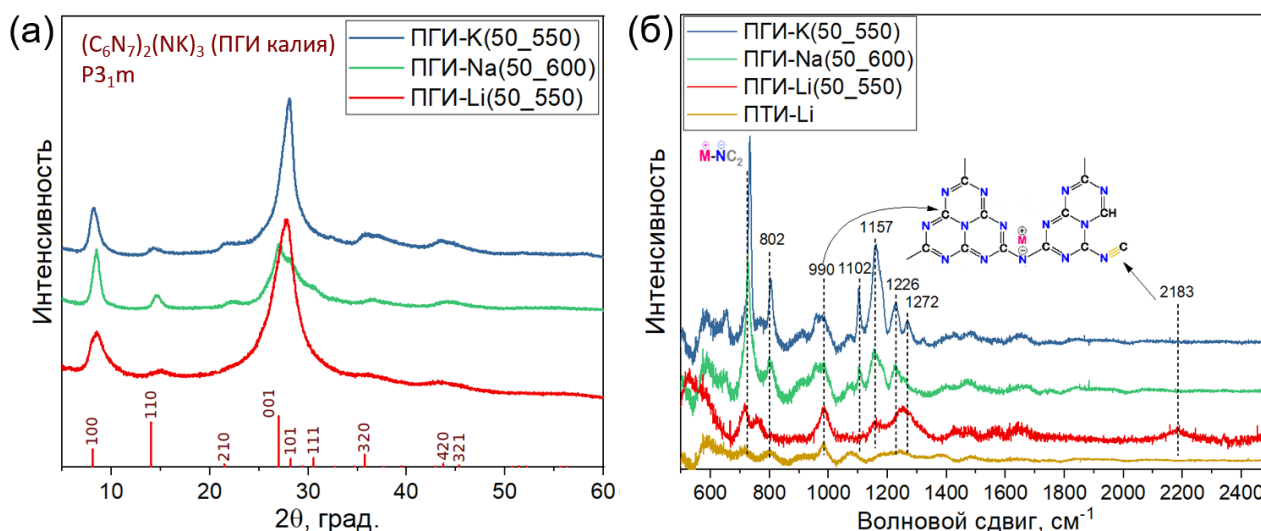 (а)
(C₆N₇)₂(NK)₃ (ПГИ калия)
P3₁m
ПГИ-K(50_550)
ПГИ-Na(50_600)
ПГИ-Li(50_550)
Интенсивность
100
110
210
001
101
111
320
420
321
10
20
30
40
50
60
2θ, град.
(б)
ПГИ-K(50_550)
ПГИ-Na(50_600)
ПГИ-Li(50_550)
ПТИ-Li
Интенсивность
M⁺-N⁻C₂
802
990
1102
1157
1226
1272
2183
N
C
CH
M
+
−
600
800
1000
1200
1400
1600
1800
2000
2200
2400
Волновой сдвиг, см⁻¹